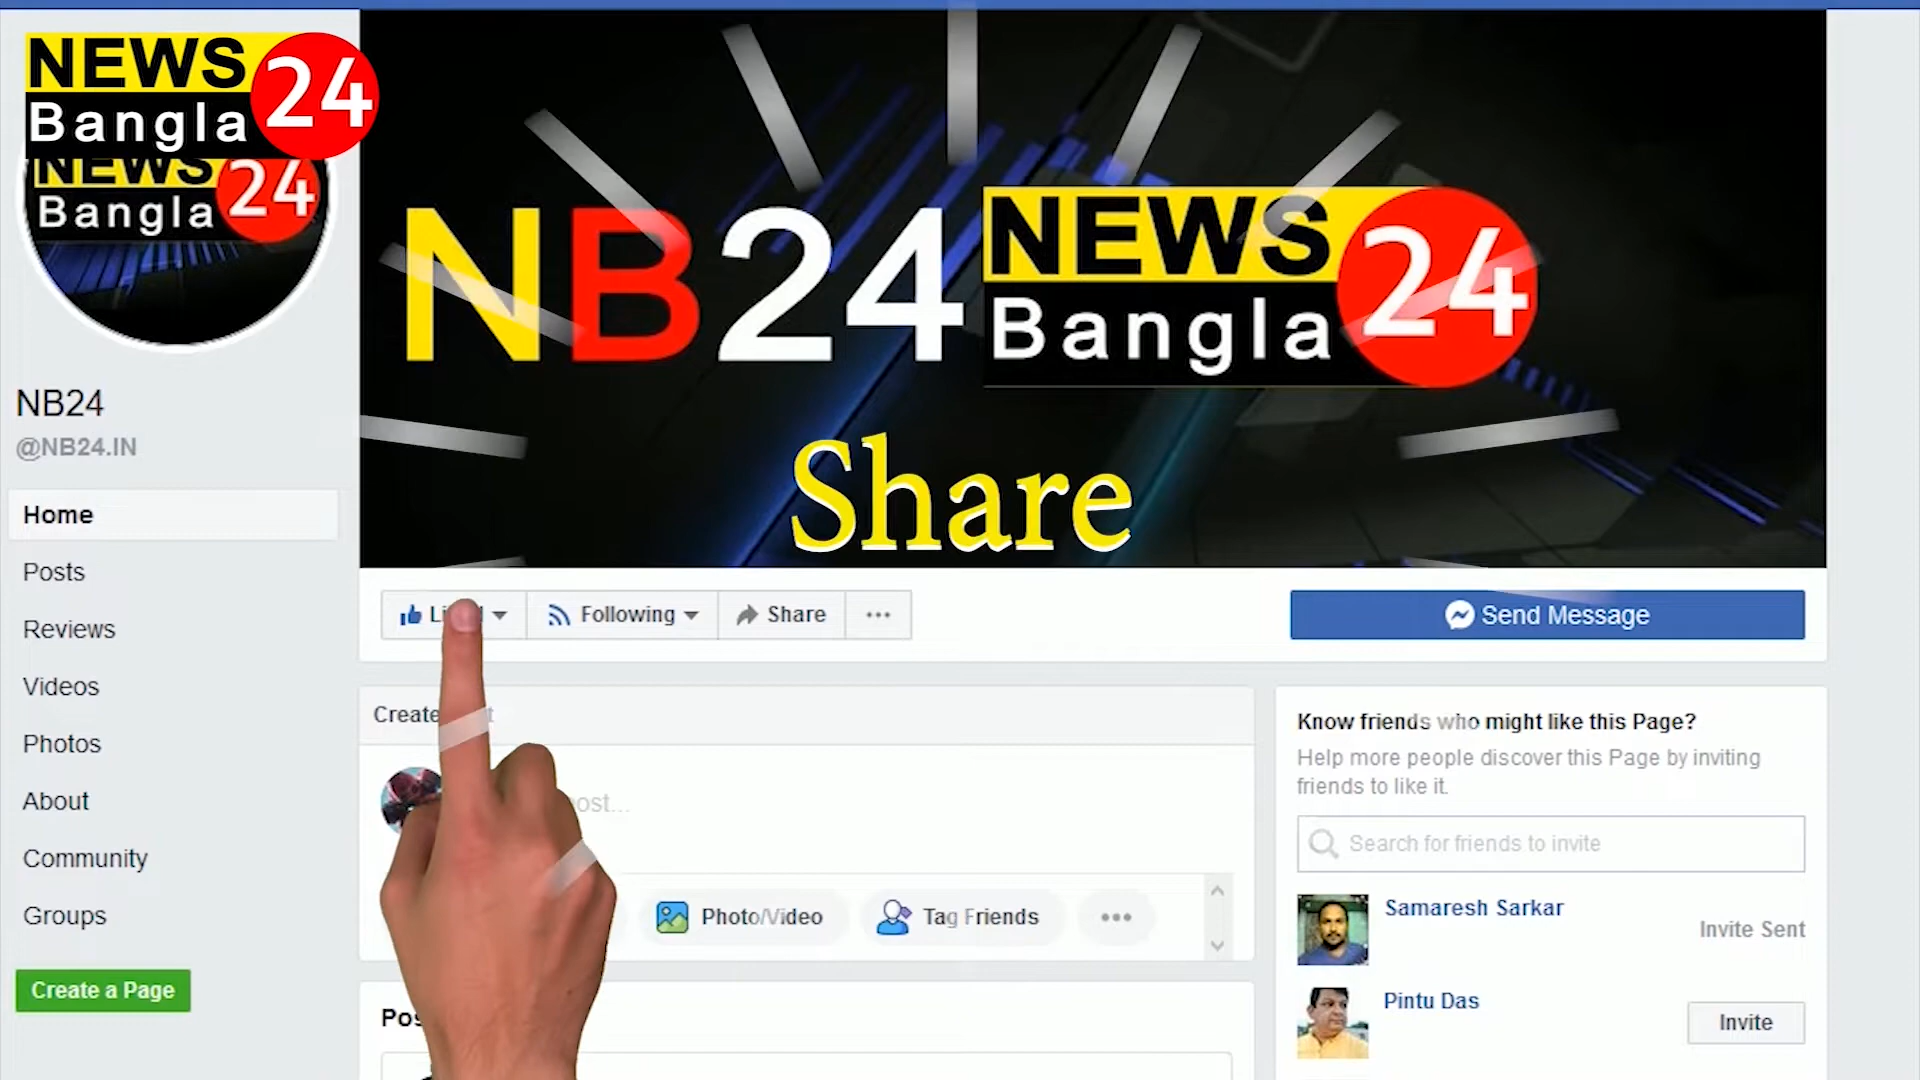 NEWS
Bangla 24
NEWS
Bangla 24
NB24
NEWS
Bangla 24
Share
NB24
@NB24.IN
Home
Posts
Reviews
Videos
Photos
About
Community
Groups
Create a Page
Following
Share
Send Message
Create
Photo/Video
Tag Friends
Know friends who might like this Page?
Help more people discover this Page by inviting
friends to like it.
Search for friends to invite
Samaresh Sarkar
Invite Sent
Pintu Das
Invite